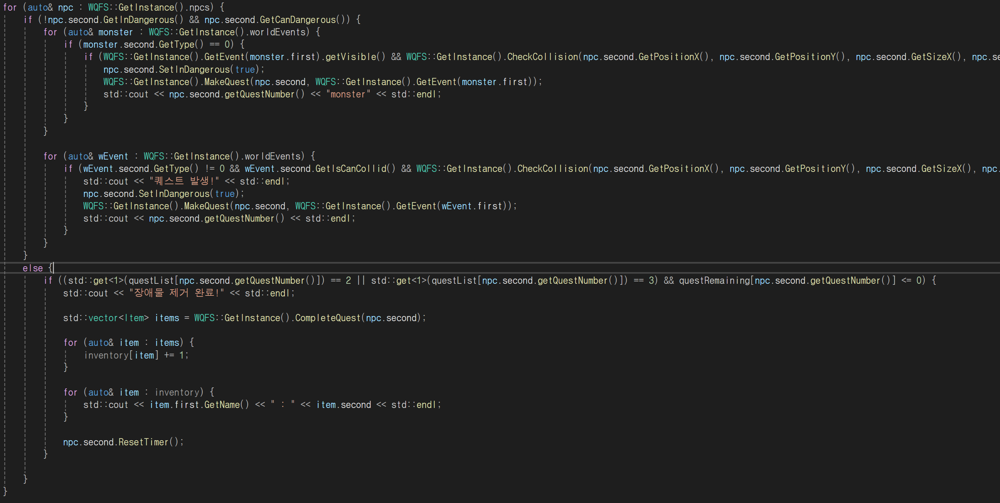 for (auto& npc : WQFS::GetInstance().npcs) {
if (!npc.second.GetInDangerous() && npc.second.GetCanDangerous()) {
for (auto& monster : WQFS::GetInstance().worldEvents) {
if (monster.second.GetType() == 0) {
if (WQFS::GetInstance().GetEvent(monster.first).getVisible() && WQFS::GetInstance().CheckCollision(npc.second.GetPositionX(), npc.second.GetPositionY(), npc.second.GetSizeX(), npc.se
npc.second.SetInDangerous(true);
WQFS::GetInstance().MakeQuest(npc.second, WQFS::GetInstance().GetEvent(monster.first));
std::cout << npc.second.getQuestNumber() << "monster" << std::endl;
}
}
}
for (auto& wEvent : WQFS::GetInstance().worldEvents) {
if (wEvent.second.GetType() != 0 && wEvent.second.GetIsCanCollid() && WQFS::GetInstance().CheckCollision(npc.second.GetPositionX(), npc.second.GetPositionY(), npc.second.GetSizeX(), npc.
std::cout << "퀘스트 발생!" << std::endl;
npc.second.SetInDangerous(true);
WQFS::GetInstance().MakeQuest(npc.second, WQFS::GetInstance().GetEvent(wEvent.first));
std::cout << npc.second.getQuestNumber() << std::endl;
}
}
}
else {
if ((std::get<1>(questList[npc.second.getQuestNumber()]) == 2 || std::get<1>(questList[npc.second.getQuestNumber()]) == 3) && questRemaining[npc.second.getQuestNumber()] <= 0) {
std::cout << "장애물 제거 완료!" << std::endl;
std::vector<Item> items = WQFS::GetInstance().CompleteQuest(npc.second);
for (auto& item : items) {
inventory[item] += 1;
}
for (auto& item : inventory) {
std::cout << item.first.GetName() << " : " << item.second << std::endl;
}
npc.second.ResetTimer();
}
}
}